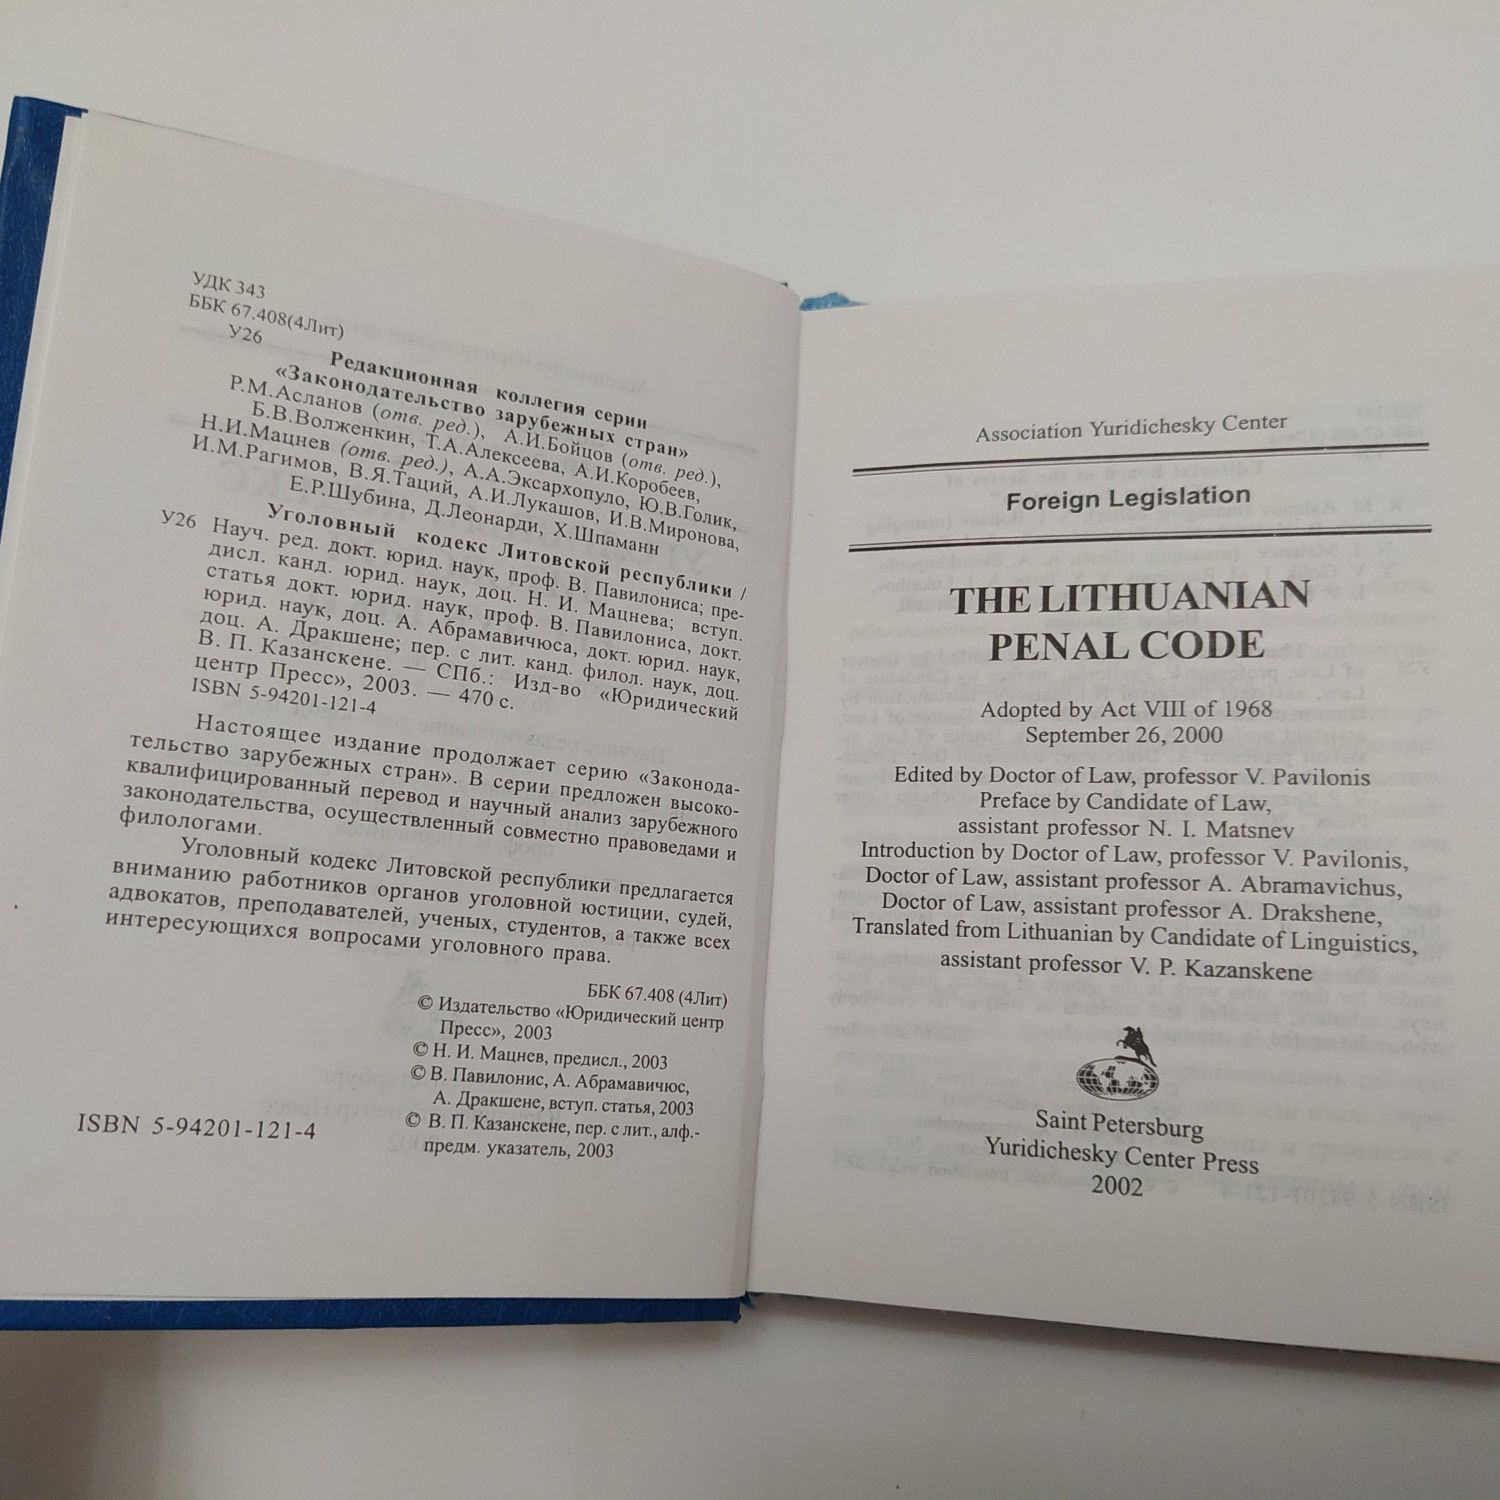 УДК 343
ББК 67.408(4Лит)
У26
Редакционная коллегия серии
«Законодательство зарубежных стран»
Р.М.Асланов (отв. ред.), А.И.Бойцов (отв. ред.),
Б.В.Волженкин, Т.А.Алексеева, А.И.Коробеев,
Н.И.Мацнев (отв. ред.), А.А.Эксархопуло, Ю.В.Голик,
И.М.Рагимов, В.Я.Таций, А.И.Лукашов, И.В.Миронова,
Е.Р.Шубина, Д.Леонарди, Х.Шпаманн
Уголовный кодекс Литовской республики /
У26 Науч. ред. докт. юрид. наук, проф. В. Павилониса; пре-
дисл. канд. юрид. наук, доц. Н. И. Мацнева; вступ.
статья докт. юрид. наук, проф. В. Павилониса, докт.
юрид. наук, доц. А. Абрамавичюса, докт. юрид. наук,
доц. А. Дракшене; пер. с лит. канд. филол. наук, доц.
В. П. Казанскене. — СПб.: Изд-во «Юридический
центр Пресс», 2003. — 470 с.
ISBN 5-94201-121-4
Настоящее издание продолжает серию «Законода-
тельство зарубежных стран». В серии предложен высоко-
квалифицированный перевод и научный анализ зарубежного
законодательства, осуществленный совместно правоведами и
филологами.
Уголовный кодекс Литовской республики предлагается
вниманию работников органов уголовной юстиции, судей,
адвокатов, преподавателей, ученых, студентов, а также всех
интересующихся вопросами уголовного права.
ББК 67.408 (4Лит)
© Издательство «Юридический центр
Пресс», 2003
© Н. И. Мацнев, предисл., 2003
© В. Павилонис, А. Абрамавичюс,
А. Дракшене, вступ. статья, 2003
© В. П. Казанскене, пер. с лит., алф.-
предм. указатель, 2003
ISBN 5-94201-121-4
Association Yuridichesky Center
Foreign Legislation
THE LITHUANIAN
PENAL CODE
Adopted by Act VIII of 1968
September 26, 2000
Edited by Doctor of Law, professor V. Pavilonis
Preface by Candidate of Law,
assistant professor N. I. Matsnev
Introduction by Doctor of Law, professor V. Pavilonis,
Doctor of Law, assistant professor A. Abramavichus,
Doctor of Law, assistant professor A. Drakshene,
Translated from Lithuanian by Candidate of Linguistics,
assistant professor V. P. Kazanskene
Saint Petersburg
Yuridichesky Center Press
2002